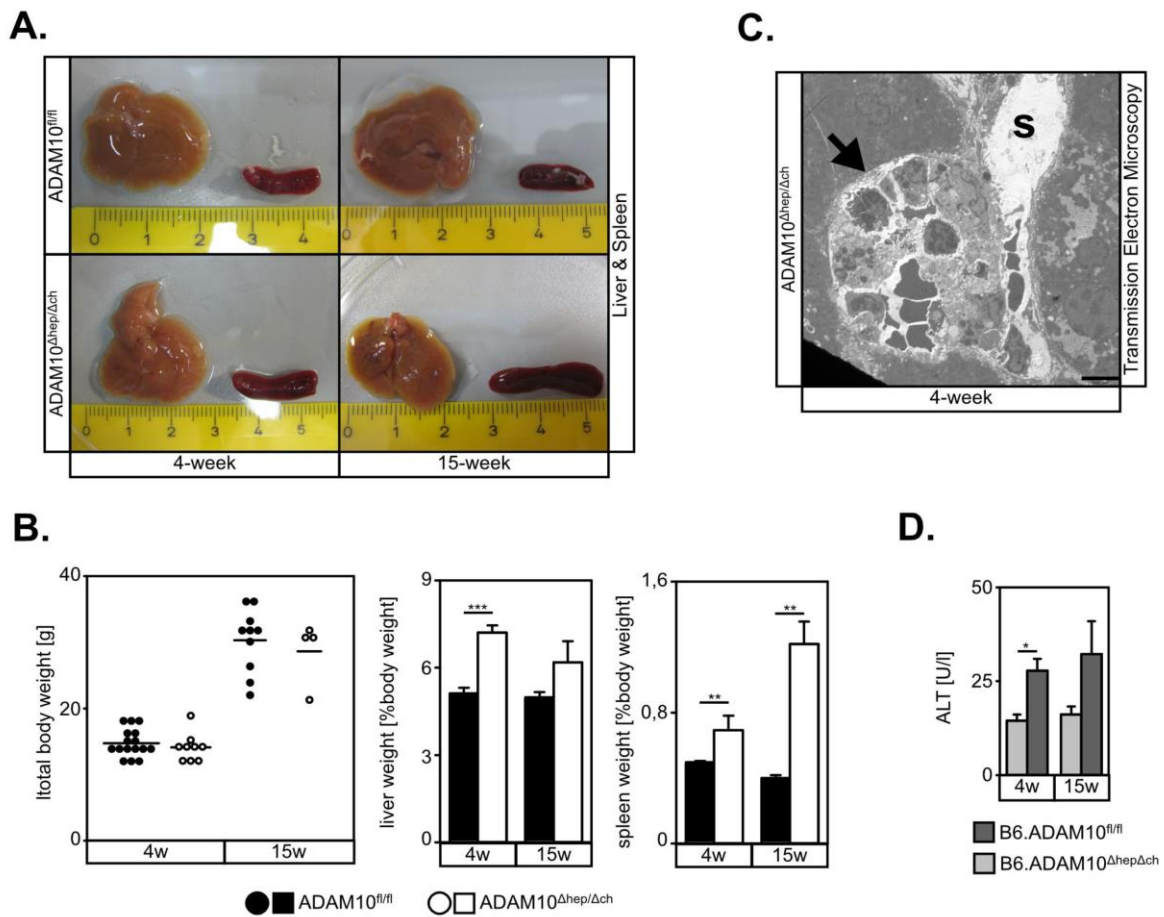 A.
ADAM10fl/fl
ADAM10Δhep/Δch
0 1 2 3 4
0 1 2 3 4 5
0 1 2 3 4 5
0 1 2 3 4 5
Liver & Spleen
4-week
15-week
C.
ADAM10Δhep/Δch
S
Transmission Electron Microscopy
4-week
B.
ltotal body weight [g]
40
20
0
4w
15w
liver weight [%body weight]
9
6
3
0
***
4w
15w
spleen weight [%body weight]
1,6
0.8
0
**
**
4w
15w
ADAM10fl/fl
ADAM10Δhep/Δch
D.
ALT [U/l]
50
25
0
*
4w
15w
B6.ADAM10fl/fl
B6.ADAM10ΔhepΔch